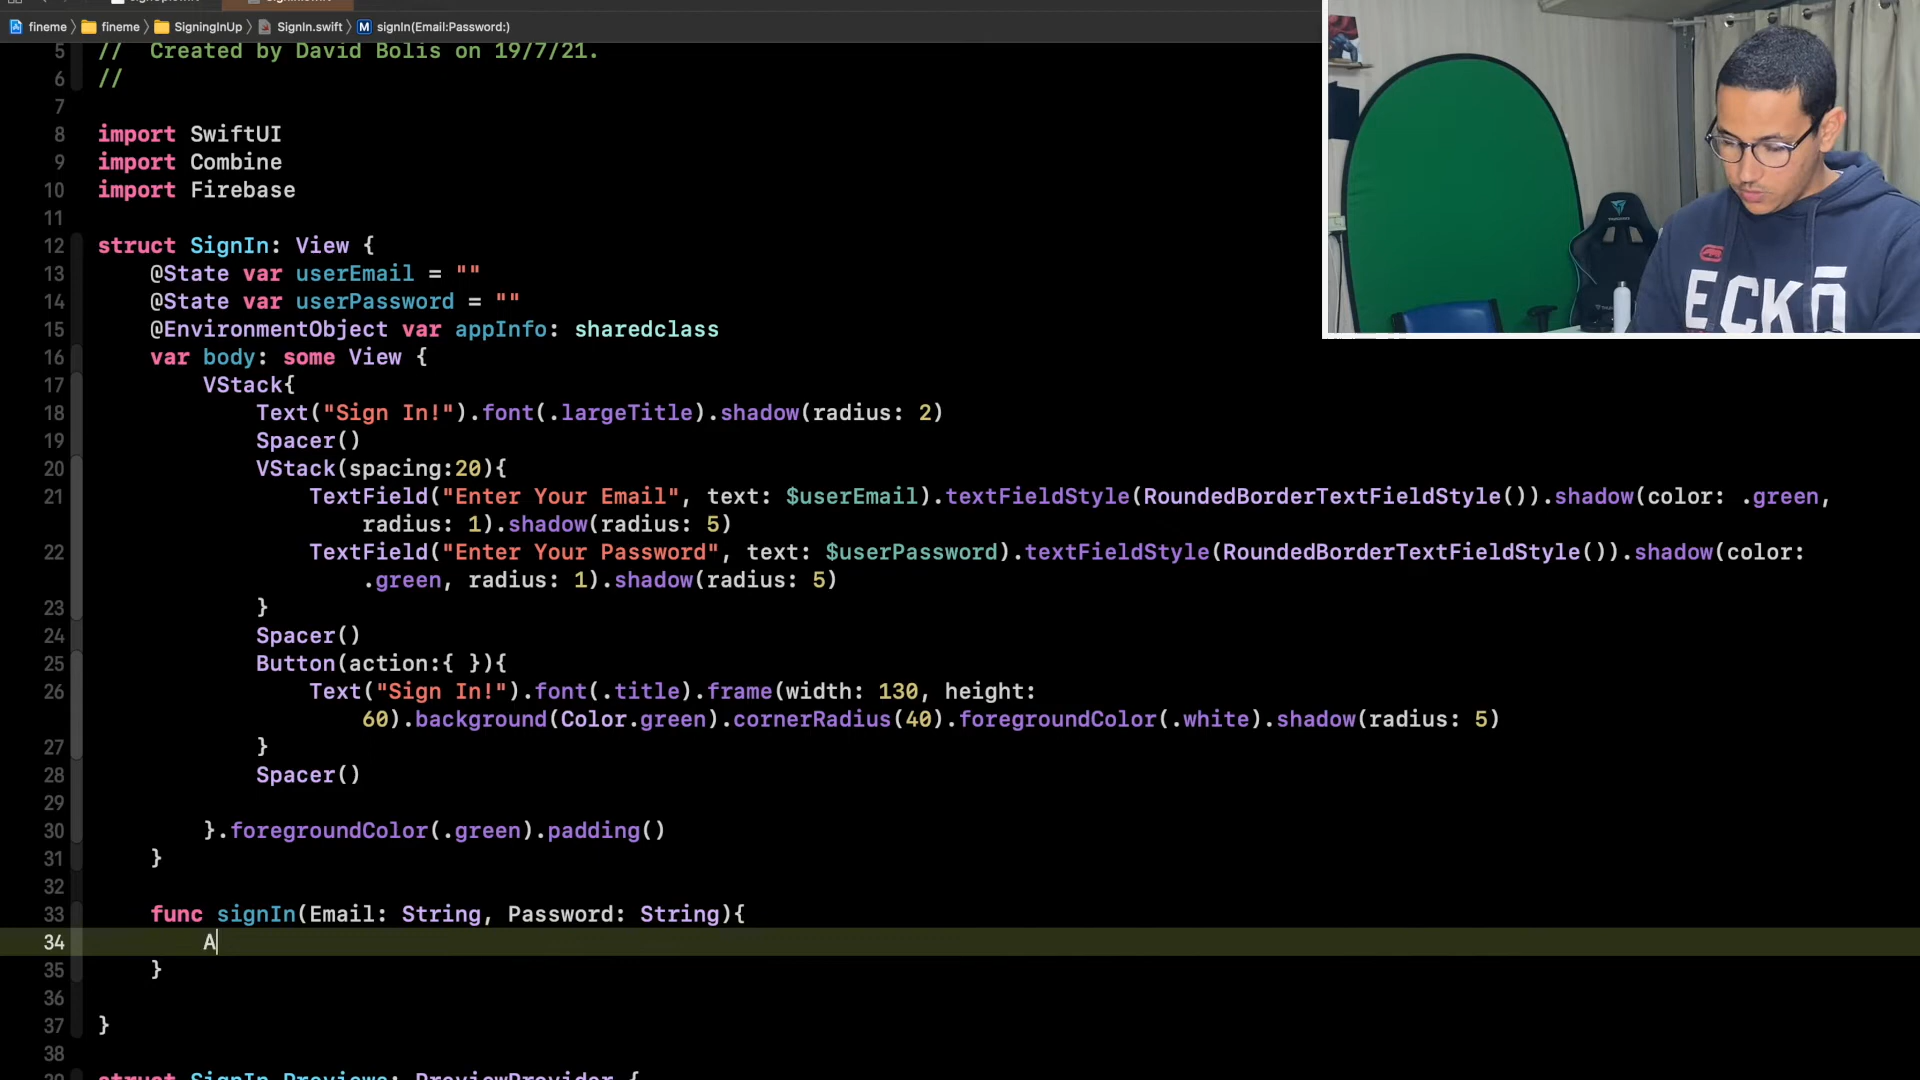 fineme fineme SigningInUp SignIn.swift M signIn(Email:Password:)
5 // Created by David Bolis on 19/7/21.
6 //
7
8 import SwiftUI
9 import Combine
10 import Firebase
11
12 struct SignIn: View {
13 @State var userEmail = ""
14 @State var userPassword = ""
15 @EnvironmentObject var appInfo: sharedclass
16 var body: some View {
17 VStack{
18 Text("Sign In!").font(.largeTitle).shadow(radius: 2)
19 Spacer()
20 VStack(spacing:20){
21 TextField("Enter Your Email", text: $userEmail).textFieldStyle(RoundedBorderTextFieldStyle()).shadow(color: .green,
radius: 1).shadow(radius: 5)
22 TextField("Enter Your Password", text: $userPassword).textFieldStyle(RoundedBorderTextFieldStyle()).shadow(color:
.green, radius: 1).shadow(radius: 5)
23 }
24 Spacer()
25 Button(action:{ }){
26 Text("Sign In!").font(.title).frame(width: 130, height:
60).background(Color.green).cornerRadius(40).foregroundColor(.white).shadow(radius: 5)
27 }
28 Spacer()
29
30 }.foregroundColor(.green).padding()
31 }
32
33 func signIn(Email: String, Password: String){
34 A
35 }
36
37 }
38
struct SignIn_Previews: PreviewProvider {
ECKŌ